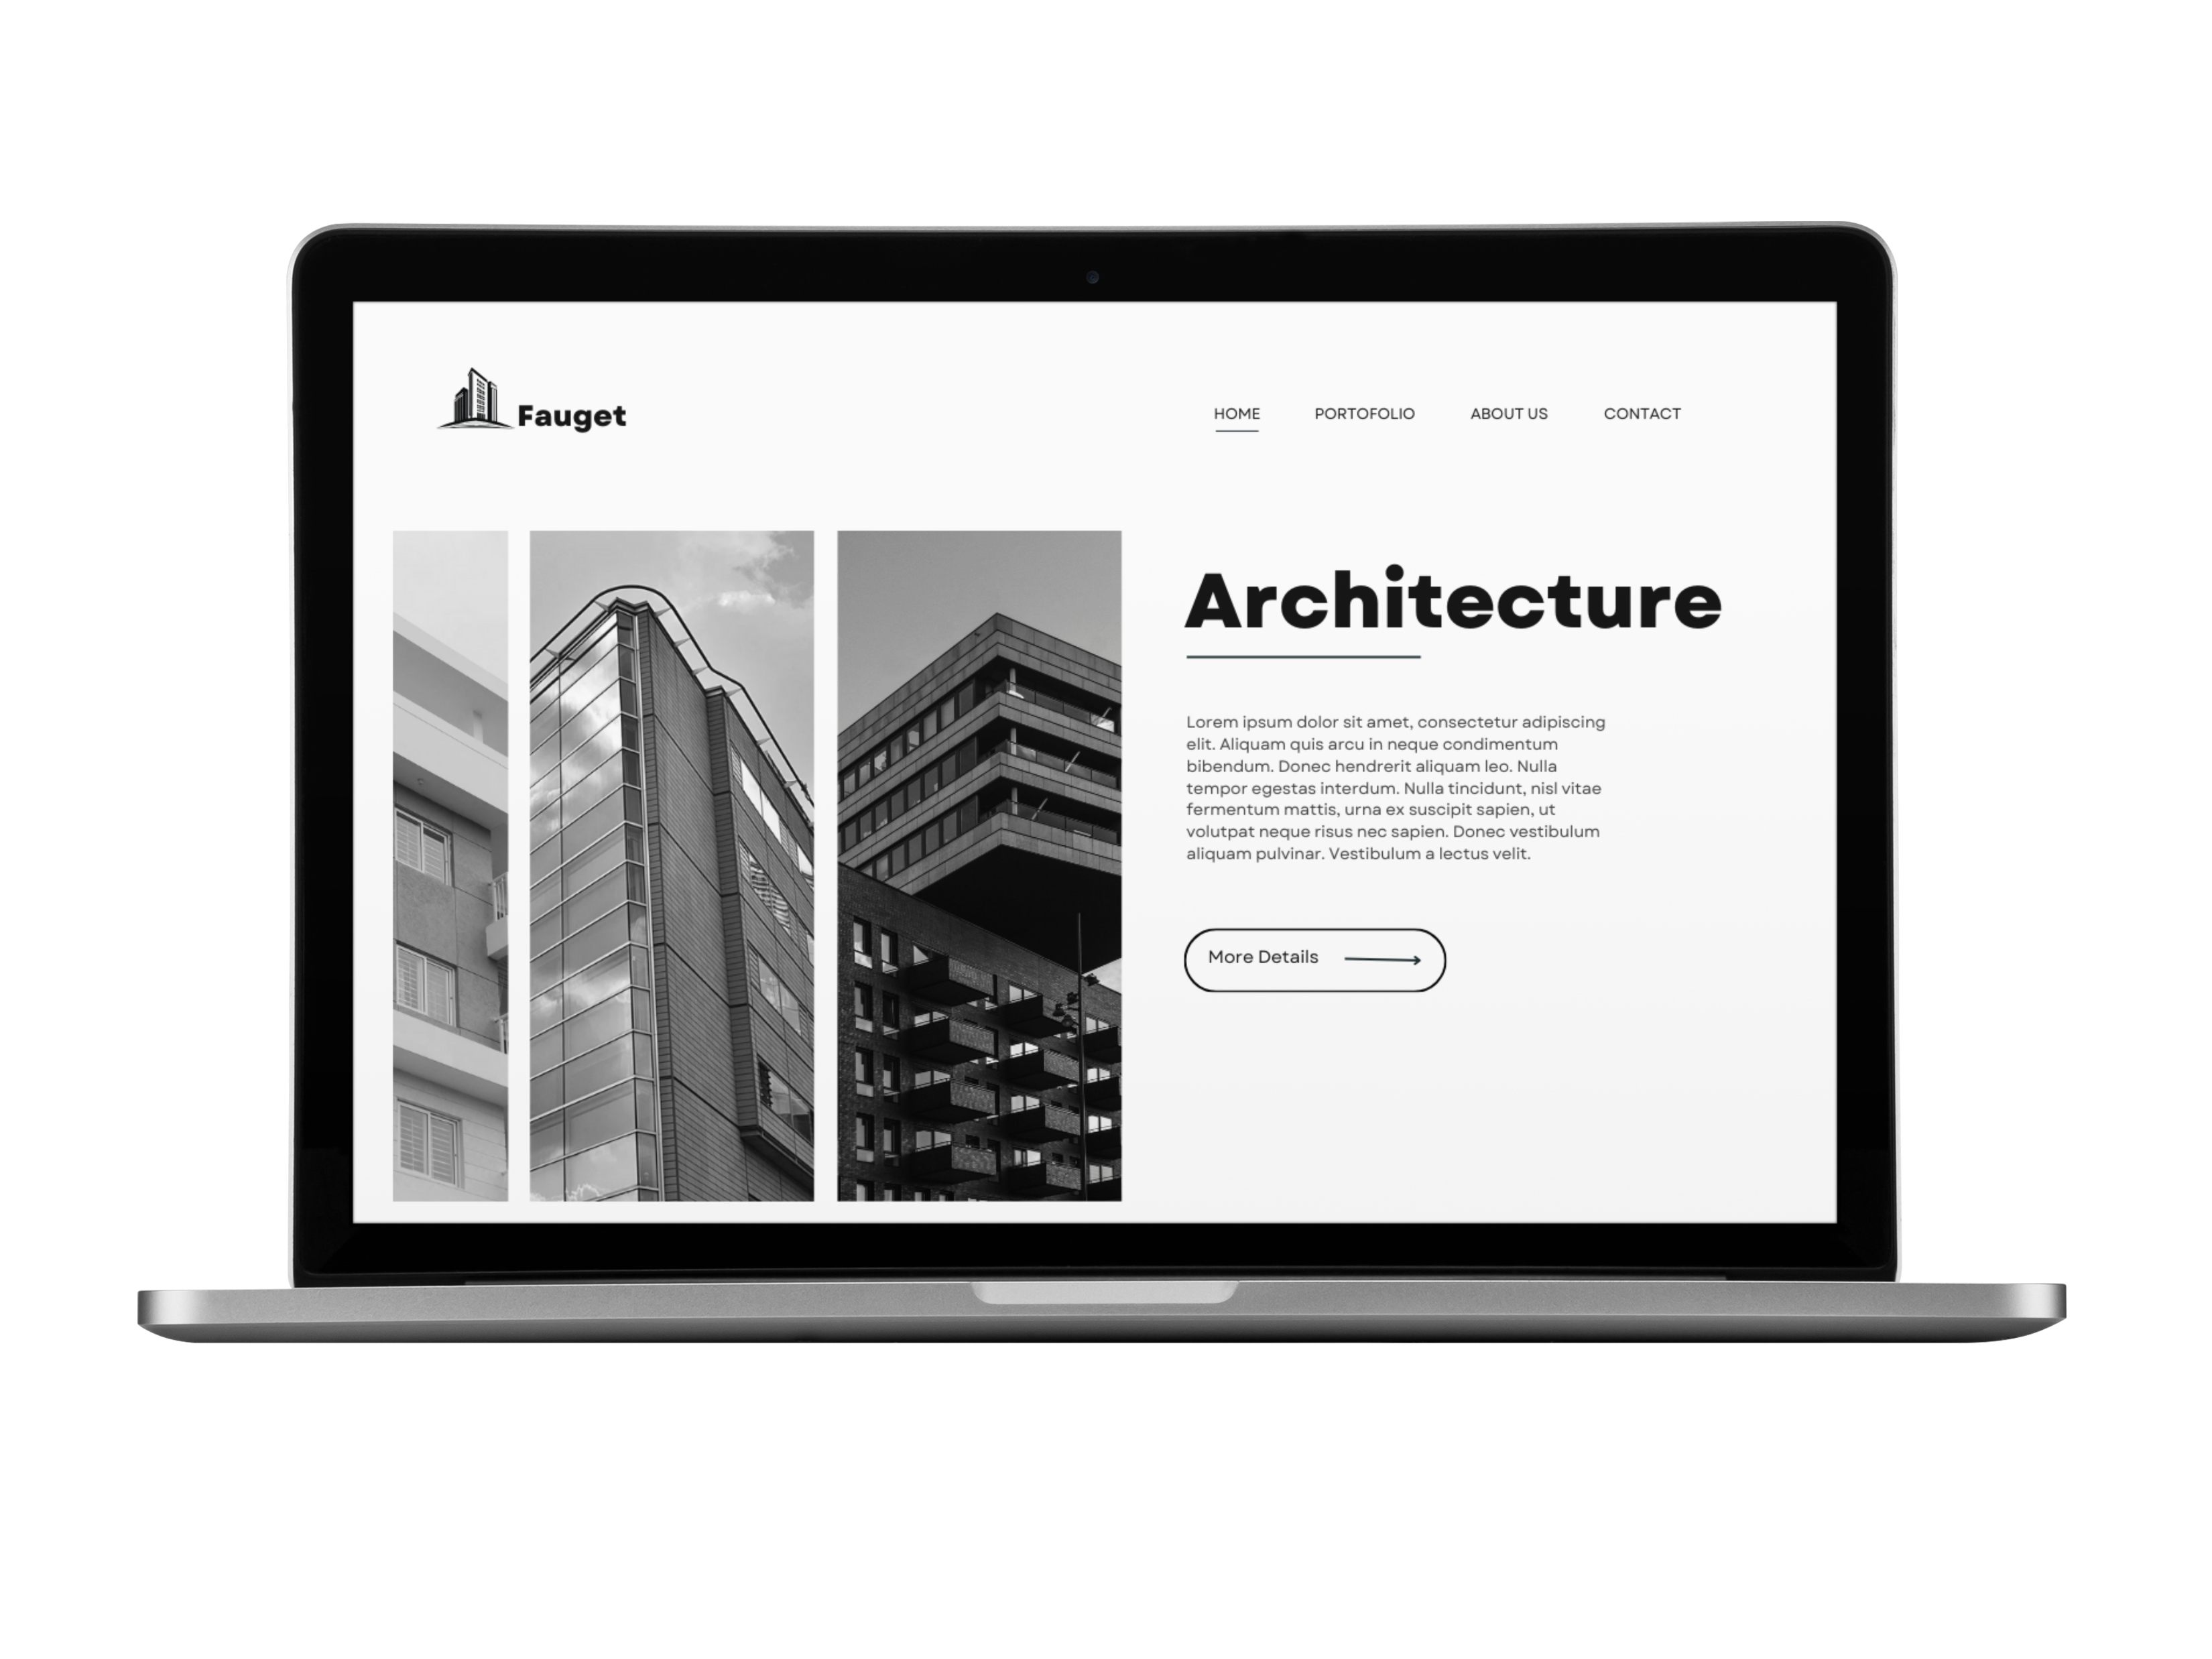 Fauget
HOME PORTOFOLIO ABOUT US CONTACT
Architecture
Lorem ipsum dolor sit amet, consectetur adipiscing
elit. Aliquam quis arcu in neque condimentum
bibendum. Donec hendrerit aliquam leo. Nulla
tempor egestas interdum. Nulla tincidunt, nisl vitae
fermentum mattis, urna ex suscipit sapien, ut
volutpat neque risus nec sapien. Donec vestibulum
aliquam pulvinar. Vestibulum a lectus velit.
More Details